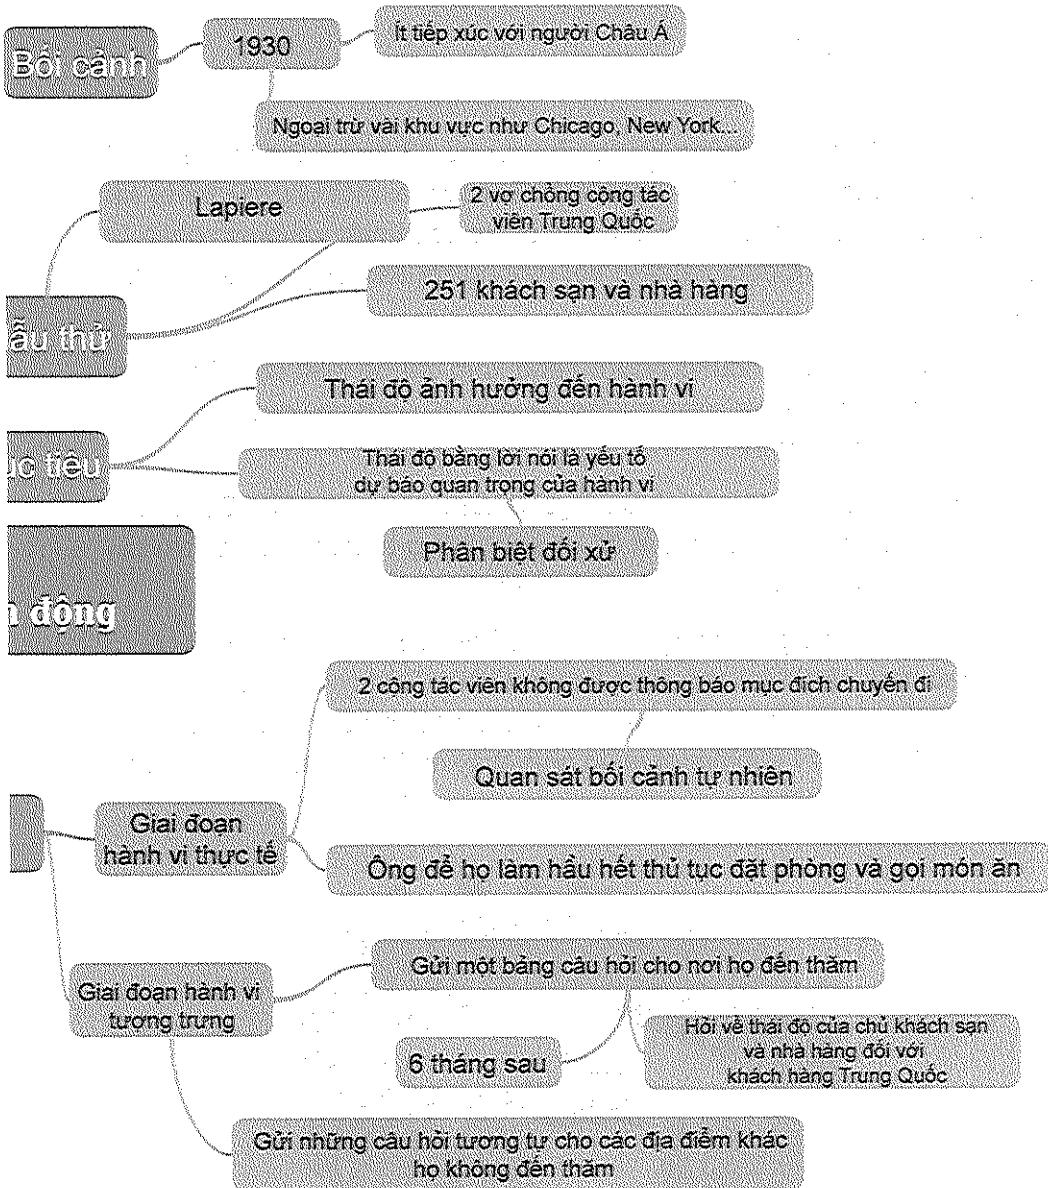 Bối cảnh
1930
Ít tiếp xúc với người Châu Á
Ngoại trừ vài khu vực như Chicago, New York...
Lapiere
2 vợ chồng cộng tác
viên Trung Quốc
ẫu thử
251 khách sạn và nhà hàng
Thái độ ảnh hưởng đến hành vi
ục tiêu
Thái độ bằng lời nói là yếu tố
dự báo quan trọng của hành vi
Phân biệt đối xử
n động
2 công tác viên không được thông báo mục đích chuyến đi
Quan sát bối cảnh tự nhiên
Giai đoạn
hành vi thực tế
Ông để họ làm hầu hết thủ tục đặt phòng và gọi món ăn
Giai đoạn hành vi
tượng trưng
Gửi một bảng câu hỏi cho nơi họ đến thăm
6 tháng sau
Hỏi về thái độ của chủ khách sạn
và nhà hàng đối với
khách hàng Trung Quốc
Gửi những câu hỏi tương tự cho các địa điểm khác
họ không đến thăm